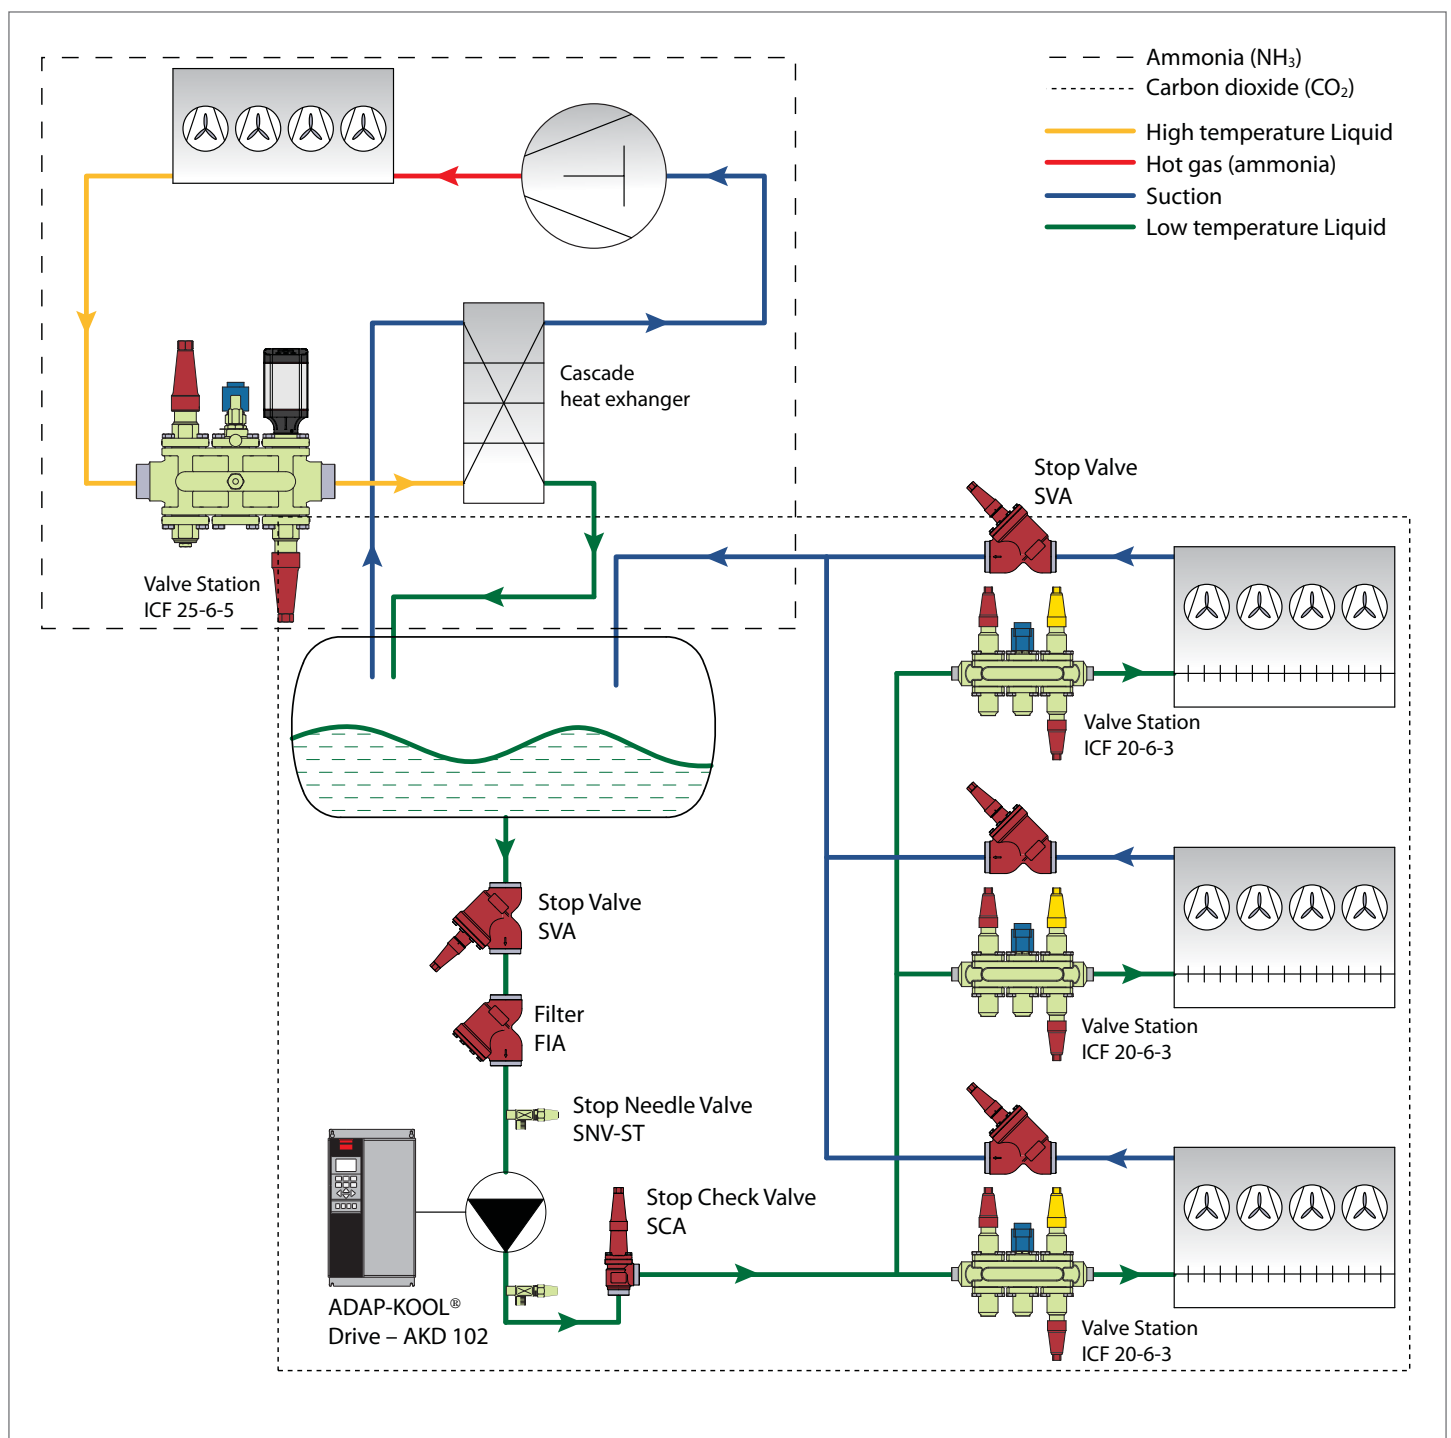 Ammonia (NH₃)
Carbon dioxide (CO₂)
High temperature Liquid
Hot gas (ammonia)
Suction
Low temperature Liquid
Cascade
heat exhanger
Valve Station
ICF 25-6-5
Stop Valve
SVA
Valve Station
ICF 20-6-3
Stop Valve
SVA
Filter
FIA
Valve Station
ICF 20-6-3
Stop Needle Valve
SNV-ST
Stop Check Valve
SCA
ADAP-KOOL®
Drive – AKD 102
Valve Station
ICF 20-6-3